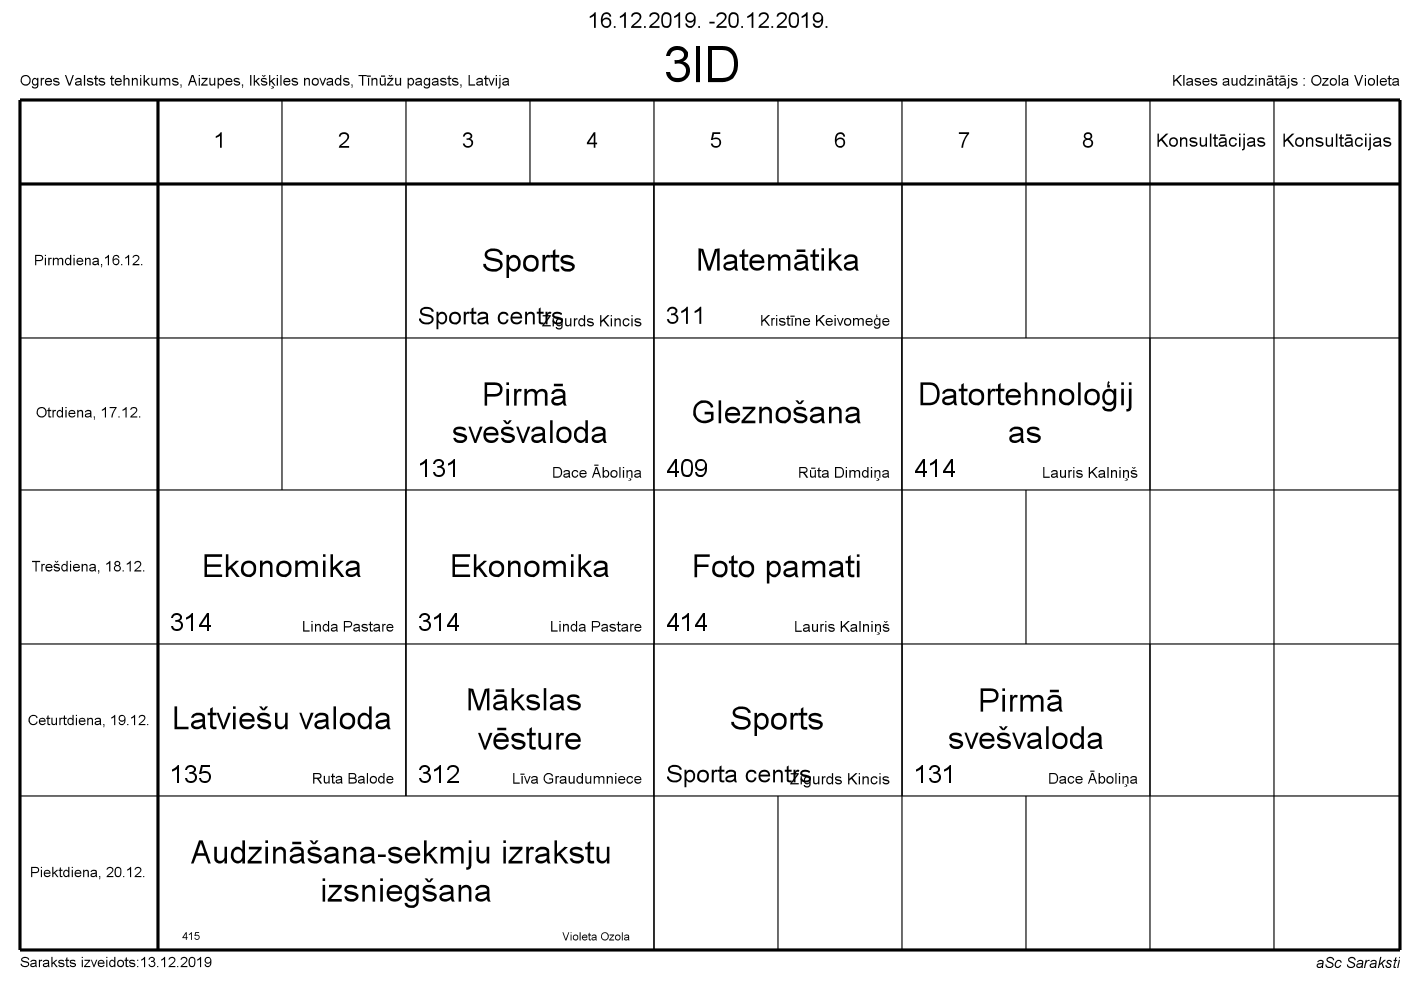 16.12.2019. -20.12.2019.
3ID
Ogres Valsts tehnikums, Aizupes, Ikšķiles novads, Tīnūžu pagasts, Latvija
Klases audzinātājs : Ozola Violeta
1 2 3 4 5 6 7 8 Konsultācijas Konsultācijas
Pirmdiena,16.12.
Sports
Sporta centrs Zigurds Kincis
Matemātika
311 Kristīne Keivomeģe
Otrdiena, 17.12.
Pirmā
svešvaloda
131 Dace Āboliņa
Gleznošana
409 Rūta Dimdiņa
Datortehnoloģij
as
414 Lauris Kalniņš
Trešdiena, 18.12.
Ekonomika
314 Linda Pastare
Ekonomika
314 Linda Pastare
Foto pamati
414 Lauris Kalniņš
Ceturtdiena, 19.12.
Latviešu valoda
135 Ruta Balode
Mākslas
vēsture
312 Līva Graudumniece
Sports
Sporta centrs Zigurds Kincis
Pirmā
svešvaloda
131 Dace Āboliņa
Piektdiena, 20.12.
Audzināšana-sekmju izrakstu
izsniegšana
415 Violeta Ozola
Saraksts izveidots:13.12.2019
aSc Saraksti